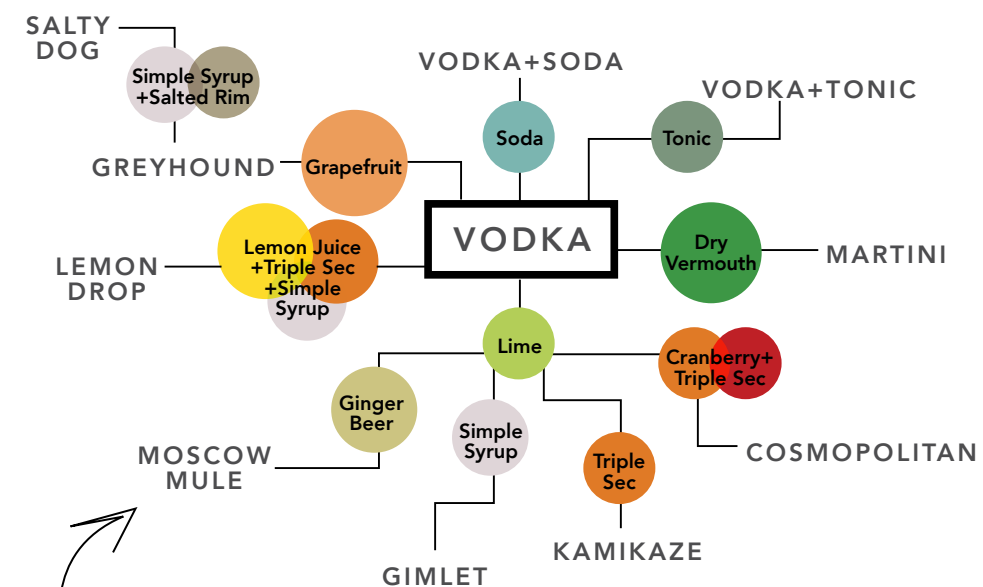 SALTY
DOG
Simple Syrup
+Salted Rim
GREYHOUND
Grapefruit
VODKA+SODA
Soda
VODKA+TONIC
Tonic
VODKA
Lemon Juice
+Triple Sec
+Simple
Syrup
LEMON
DROP
Dry
Vermouth
MARTINI
Lime
Cranberry+
Triple Sec
COSMOPOLITAN
Ginger
Beer
MOSCOW
MULE
Simple
Syrup
GIMLET
Triple
Sec
KAMIKAZE